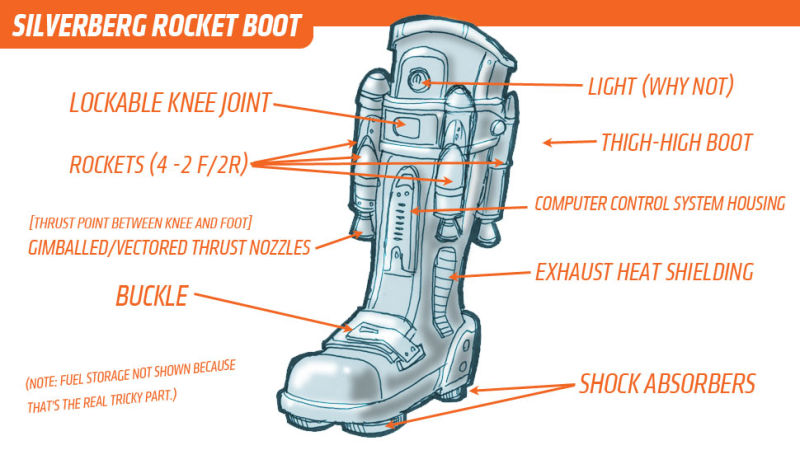 SILVERBERG ROCKET BOOT
LIGHT (WHY NOT)
LOCKABLE KNEE JOINT
THIGH-HIGH BOOT
ROCKETS (4 -2 F/2R)
COMPUTER CONTROL SYSTEM HOUSING
[THRUST POINT BETWEEN KNEE AND FOOT]
GIMBALLED/VECTORED THRUST NOZZLES
EXHAUST HEAT SHIELDING
BUCKLE
(NOTE: FUEL STORAGE NOT SHOWN BECAUSE
THAT'S THE REAL TRICKY PART.)
SHOCK ABSORBERS